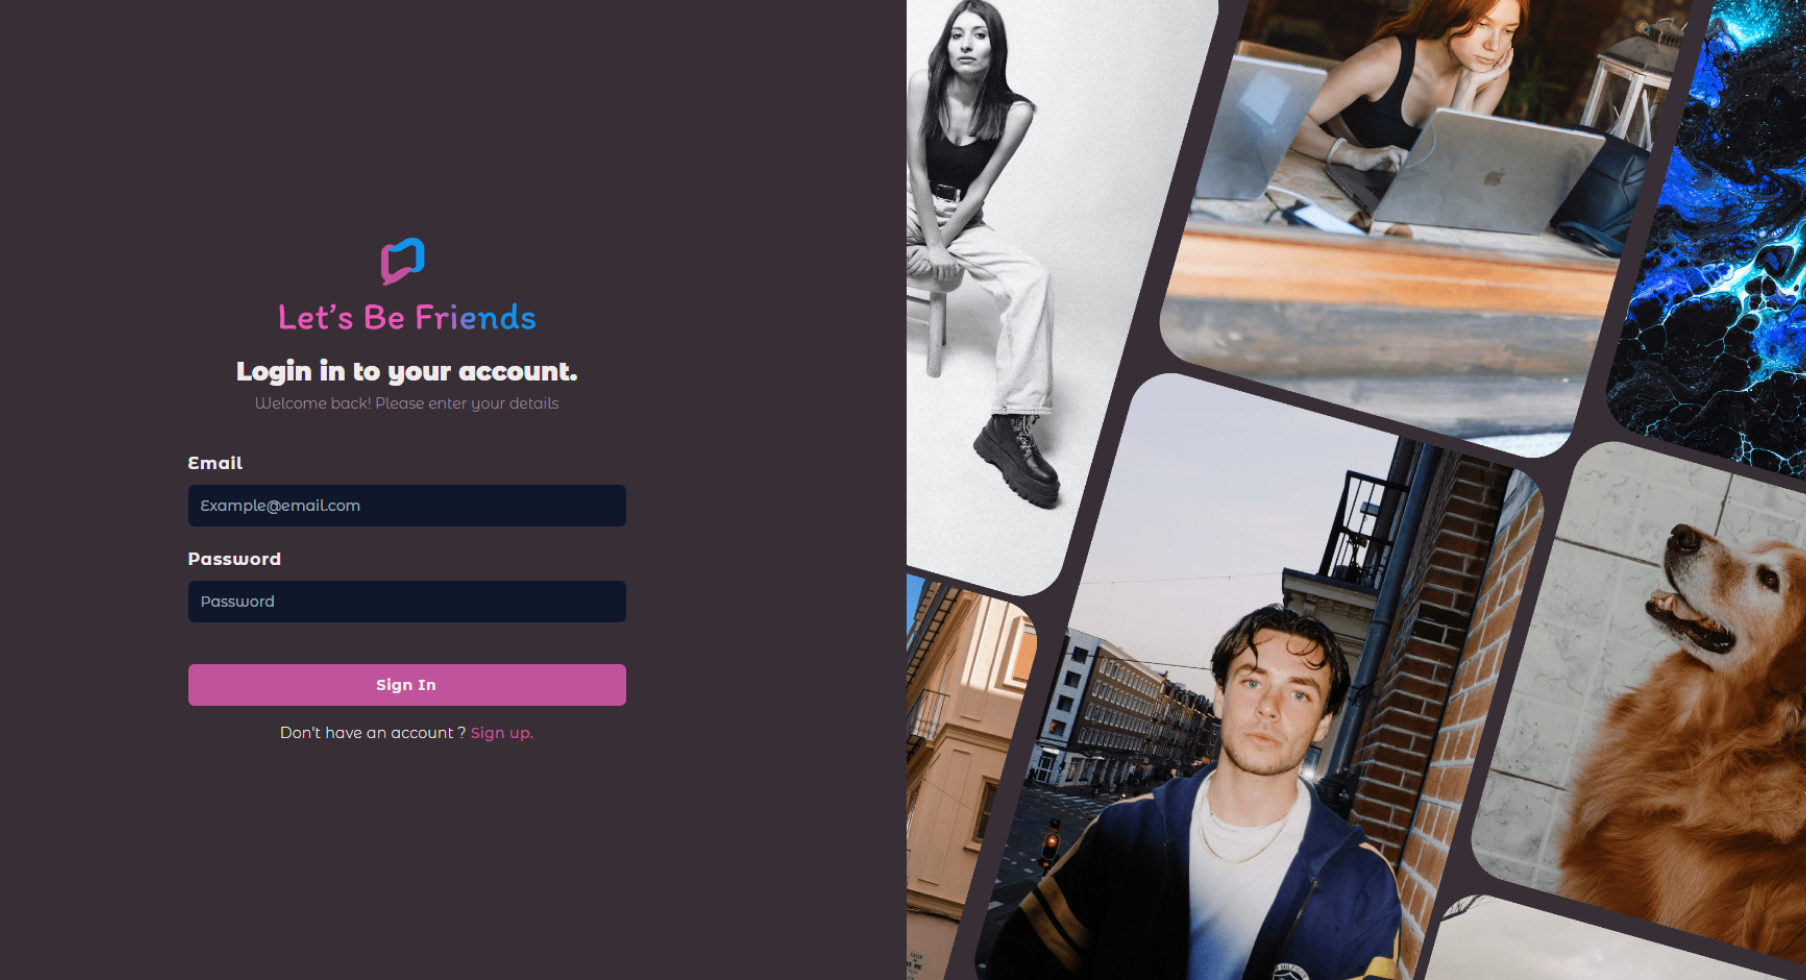 Let's Be Friends
Login in to your account.
Welcome back! Please enter your details
Email
Example@email.com
Password
Password
Sign In
Don't have an account ? Sign up.